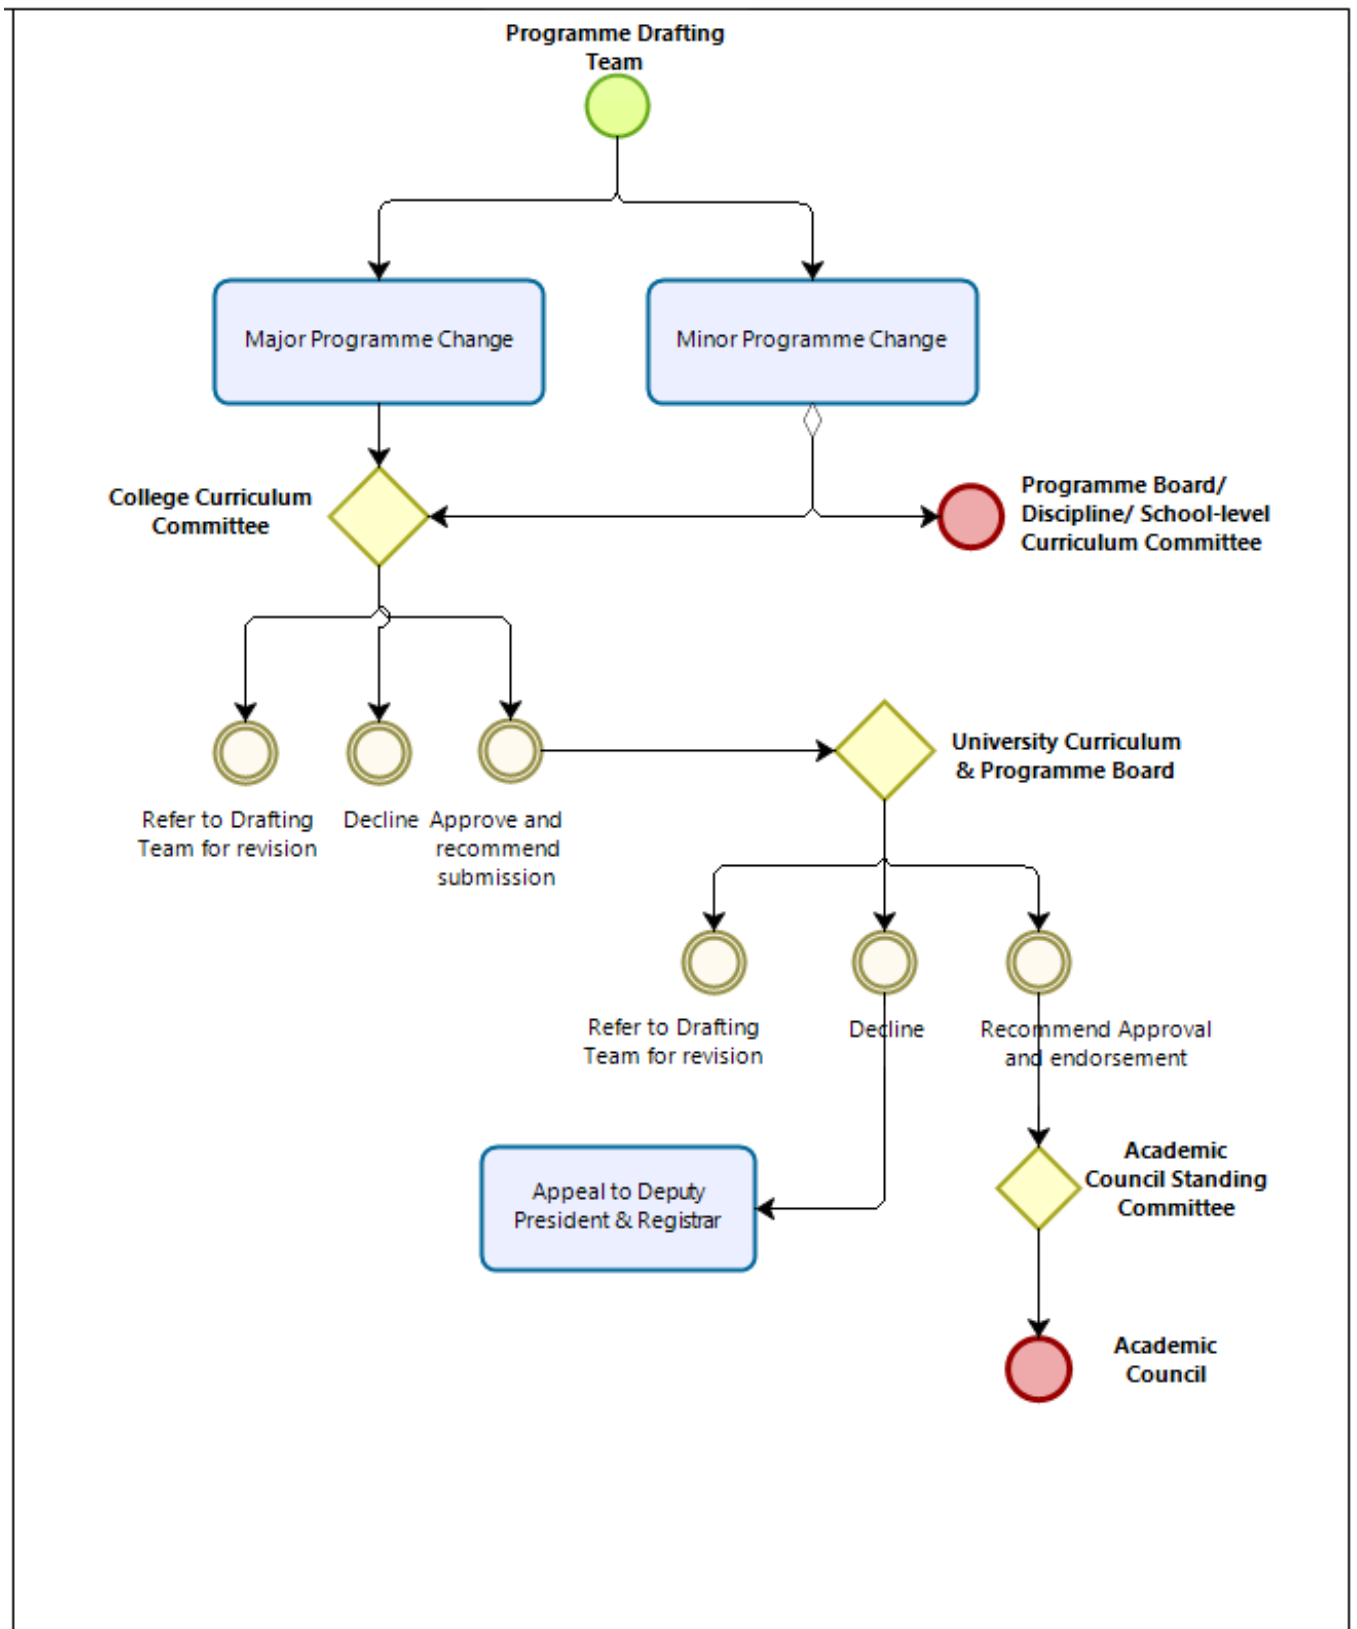 Programme Drafting
Team
Major Programme Change
Minor Programme Change
College Curriculum
Committee
Programme Board/
Discipline/ School-level
Curriculum Committee
Refer to Drafting
Team for revision
Decline
Approve and
recommend
submission
University Curriculum
& Programme Board
Refer to Drafting
Team for revision
Decline
Recommend Approval
and endorsement
Appeal to Deputy
President & Registrar
Academic
Council Standing
Committee
Academic
Council